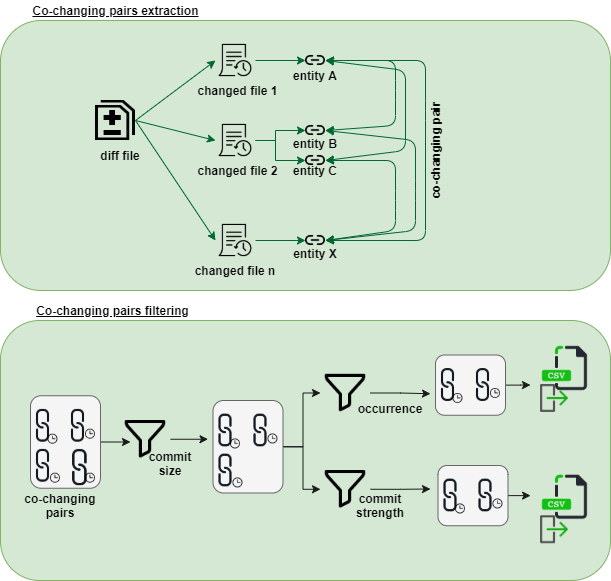 Co-changing pairs extraction
changed file 1
entity A
diff file
changed file 2
entity B
entity C
co-changing pair
changed file n
entity X
Co-changing pairs filtering
co-changing
pairs
commit
size
occurrence
CSV
commit
strength
CSV